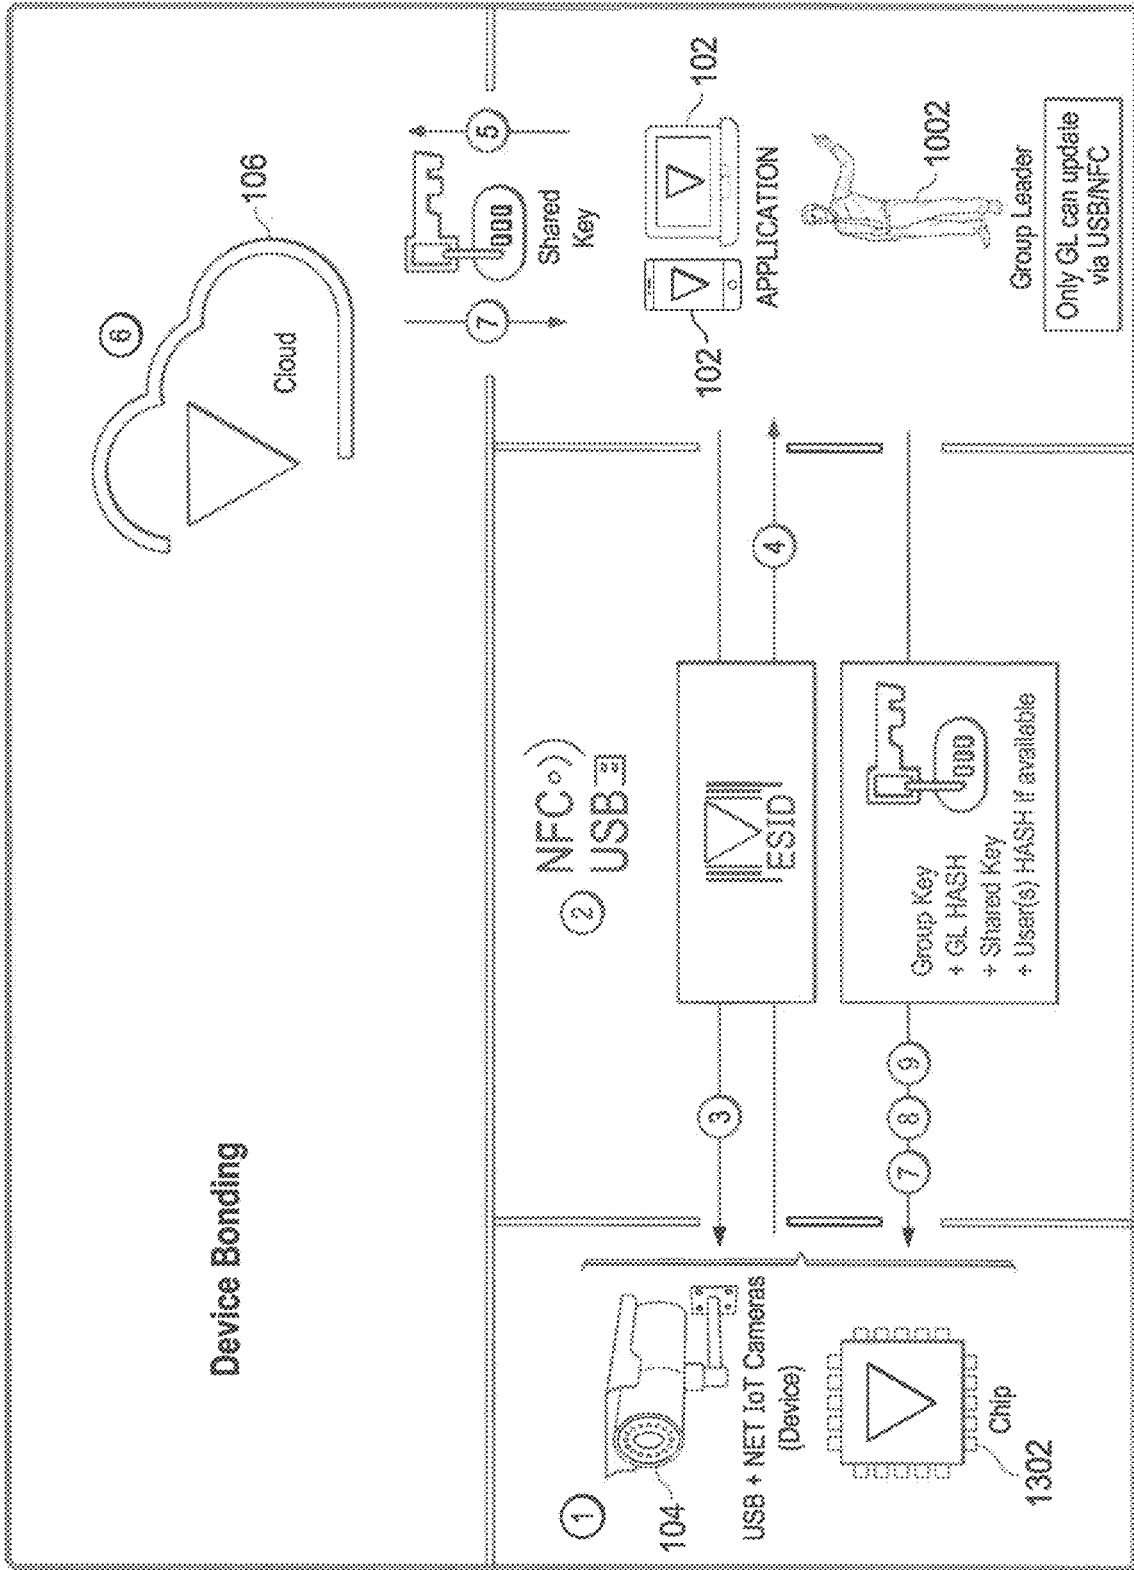 Device Bonding
6
106
Cloud
1
104
USB + NET IoT Cameras
(Device)
Chip
1302
2
NFC
USB
3
ESID
4
7
8
9
Group Key
+ GL HASH
+ Shared Key
+ User(s) HASH if available
7
5
Shared
Key
102
102
APPLICATION
1002
Group Leader
Only GL can update
via USB/NFC